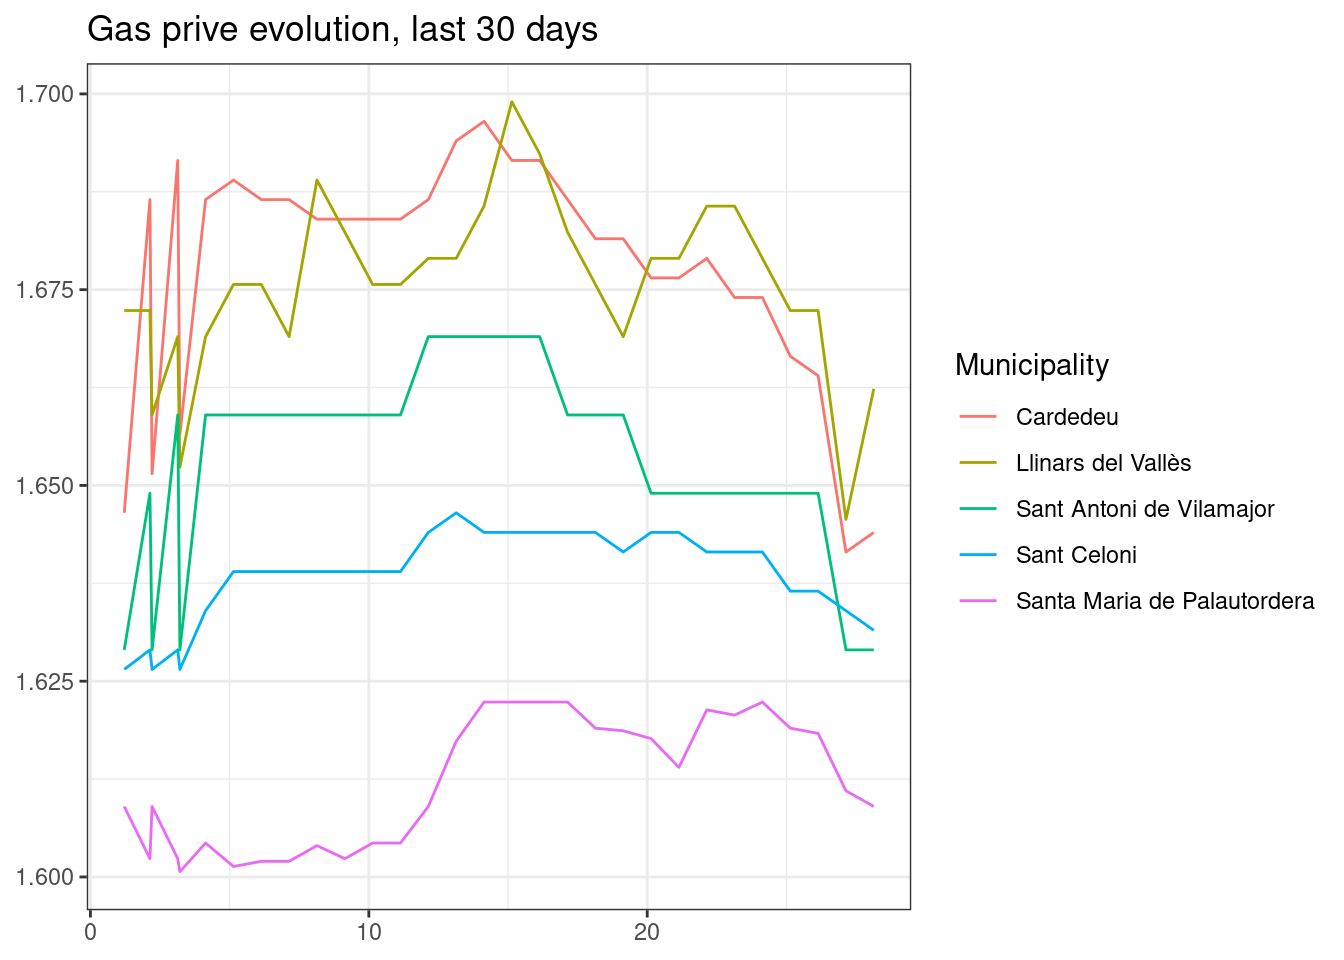 Gas prive evolution, last 30 days
1.700
1.675
1.650
1.625
1.600
0
10
20
Municipality
Cardedeu
Llinars del Vallès
Sant Antoni de Vilamajor
Sant Celoni
Santa Maria de Palautordera